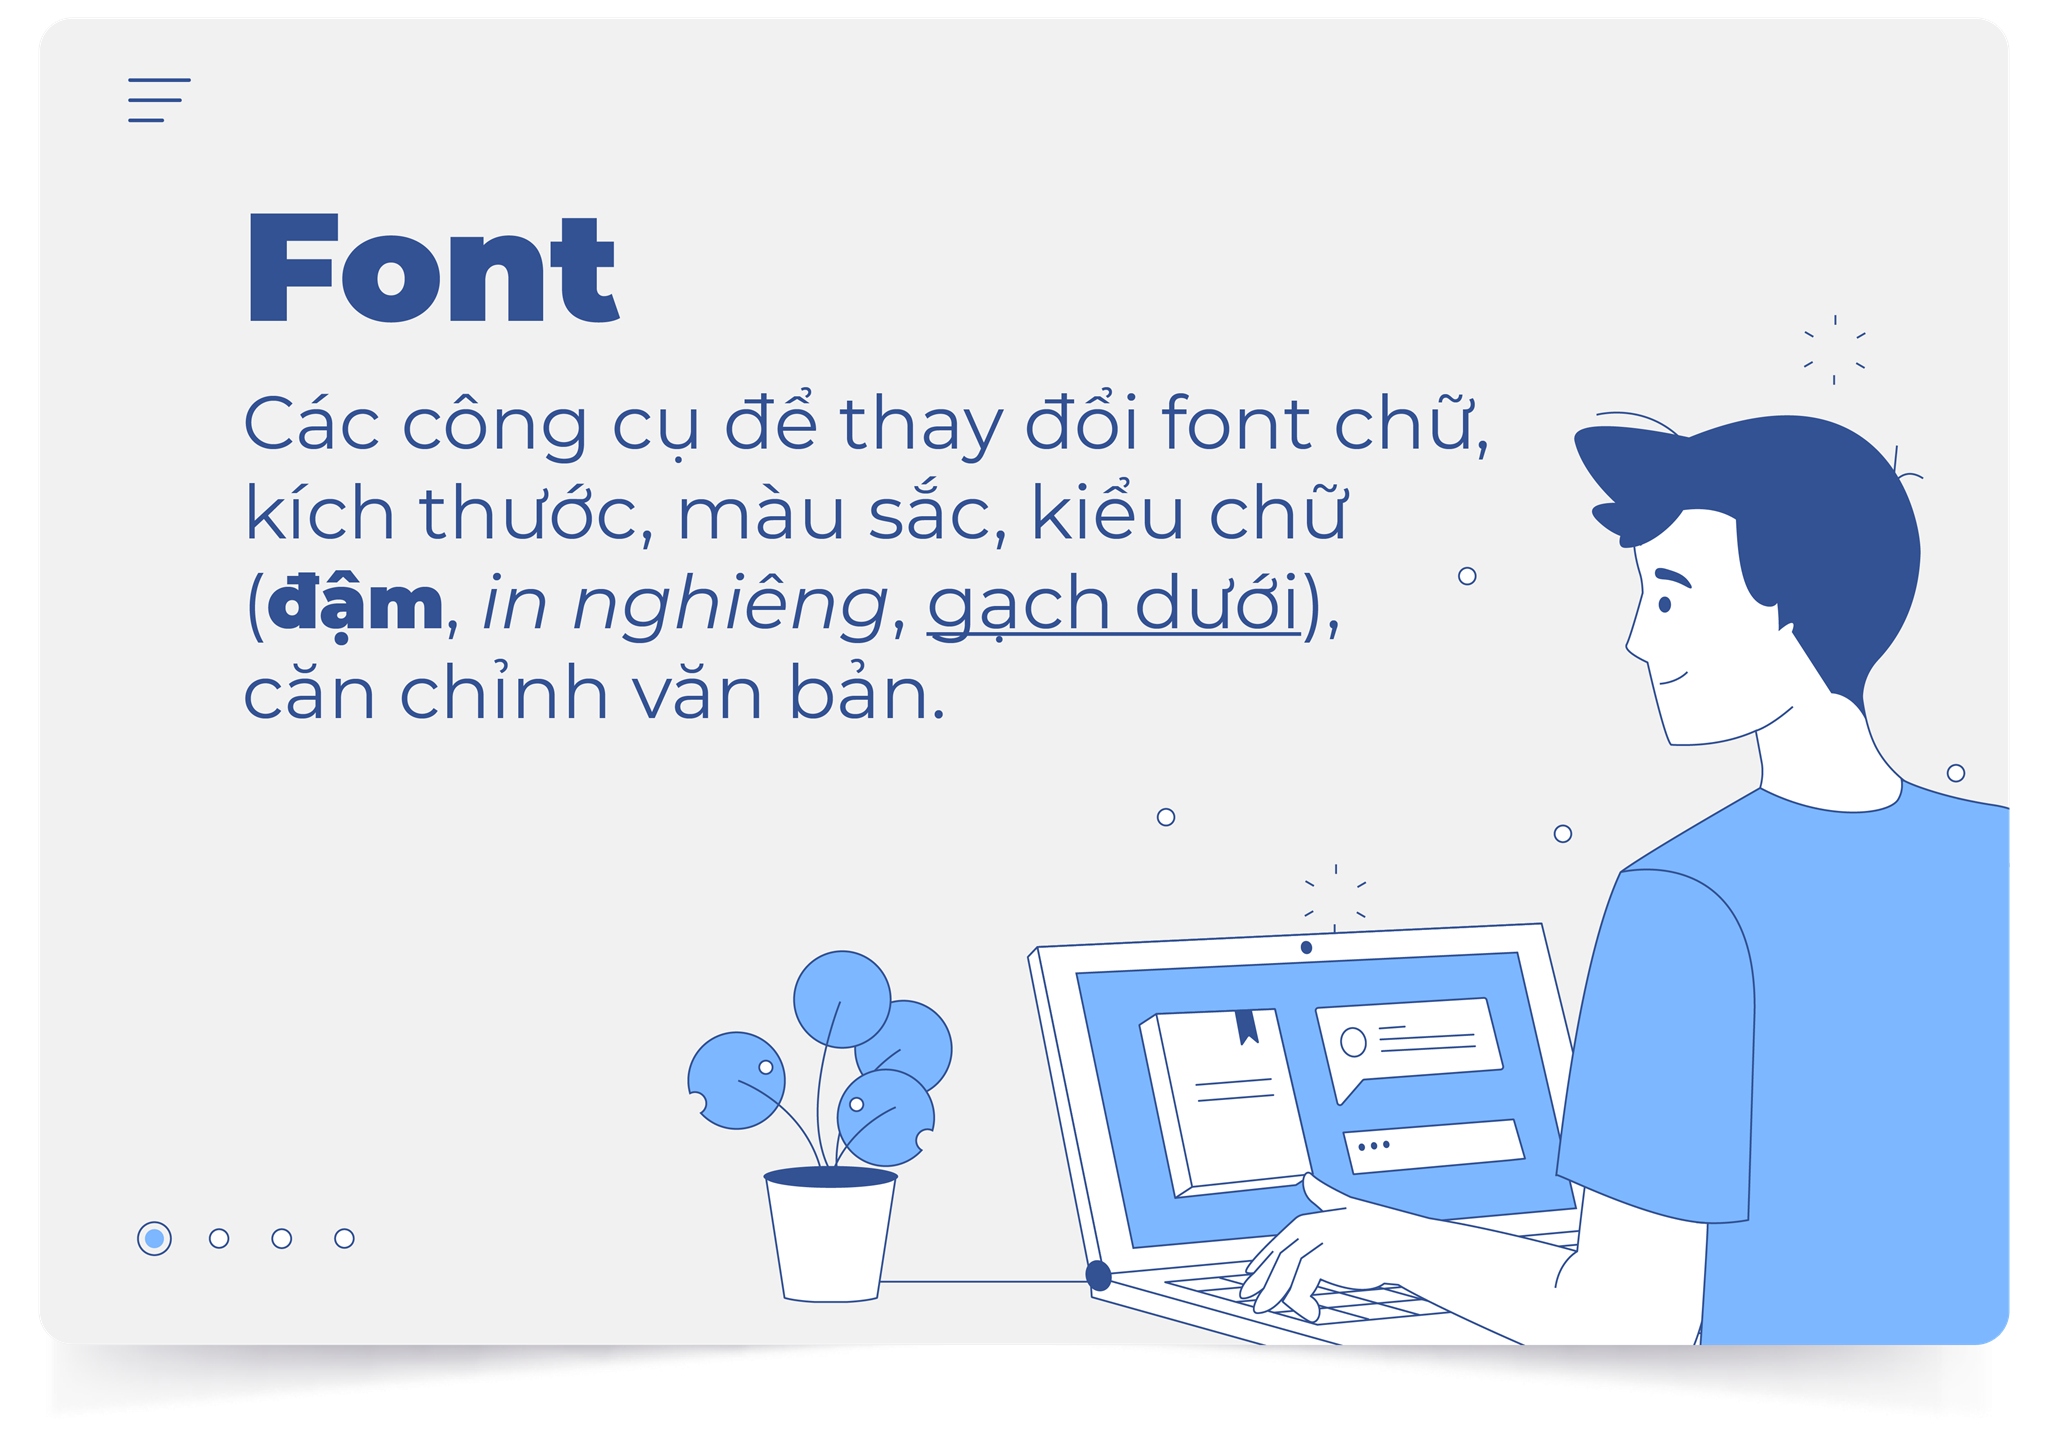 Font
Các công cụ để thay đổi font chữ,
kích thước, màu sắc, kiểu chữ
(đậm, in nghiêng, gạch dưới),
căn chỉnh văn bản.